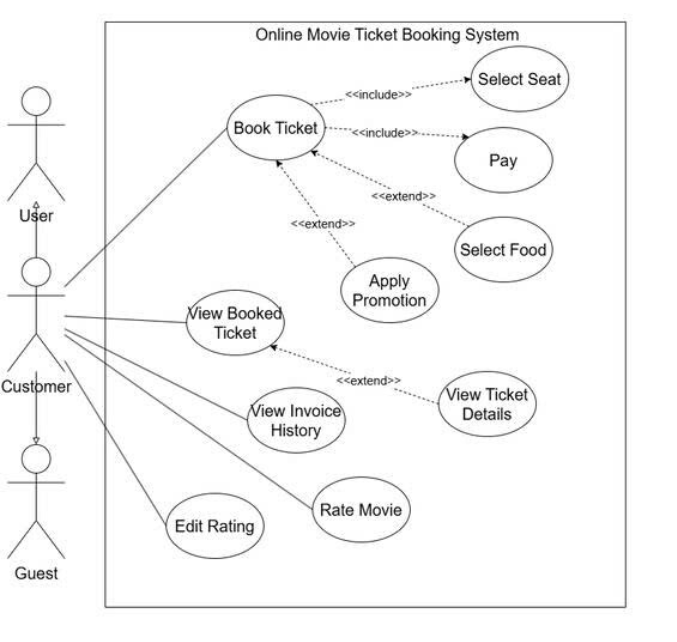 Online Movie Ticket Booking System
Select Seat
<<include>>
Book Ticket
<<include>>
Pay
<<extend>>
User
<<extend>>
Select Food
Apply
Promotion
View Booked
Ticket
Customer
<<extend>>
View Ticket
Details
View Invoice
History
Rate Movie
Edit Rating
Guest